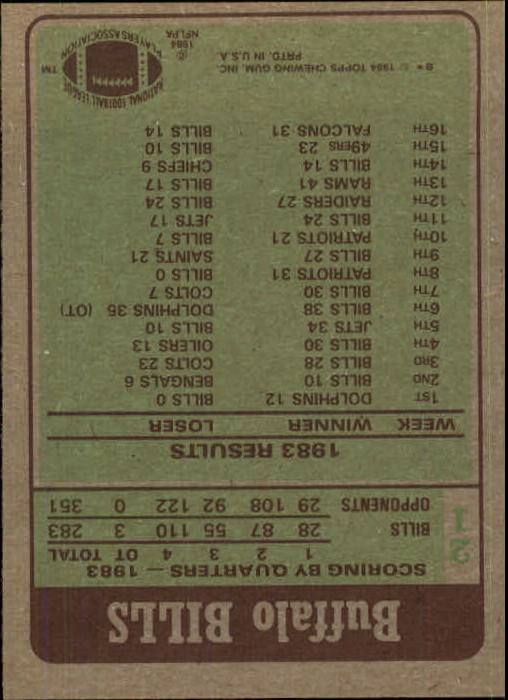 Buffalo BILLS
21
SCORING BY QUARTERS — 1983
1 2 3 4 OT TOTAL
BILLS 28 87 55 110 3 283
OPPONENTS 29 108 92 122 0 351
1983 RESULTS
WEEK WINNER LOSER
1ST DOLPHINS 12 BILLS 0
2ND BILLS 10 BENGALS 6
3RD BILLS 28 COLTS 23
4TH BILLS 30 OILERS 13
5TH JETS 34 BILLS 10
6TH BILLS 38 DOLPHINS 35 (OT)
7TH BILLS 30 COLTS 7
8TH PATRIOTS 31 BILLS 0
9TH BILLS 27 SAINTS 21
10TH PATRIOTS 21 BILLS 7
11TH BILLS 24 JETS 17
12TH RAIDERS 27 BILLS 24
13TH RAMS 41 BILLS 17
14TH BILLS 14 CHIEFS 9
15TH 49ERS 23 BILLS 10
16TH FALCONS 31 BILLS 14
B* © 1984 TOPPS CHEWING GUM, INC.
PRTD. IN U.S.A.
© 1984 NFLPA
NATIONAL FOOTBALL LEAGUE PLAYERS ASSOCIATION
TM